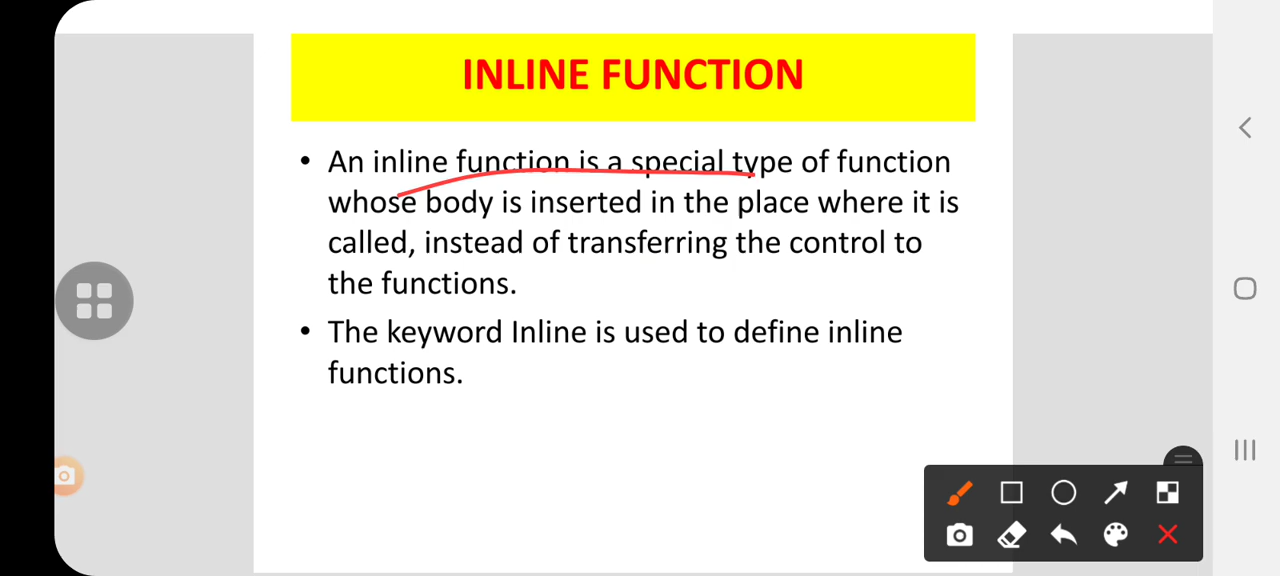 INLINE FUNCTION
• An inline function is a special type of function
whose body is inserted in the place where it is
called, instead of transferring the control to
the functions.
• The keyword Inline is used to define inline
functions.